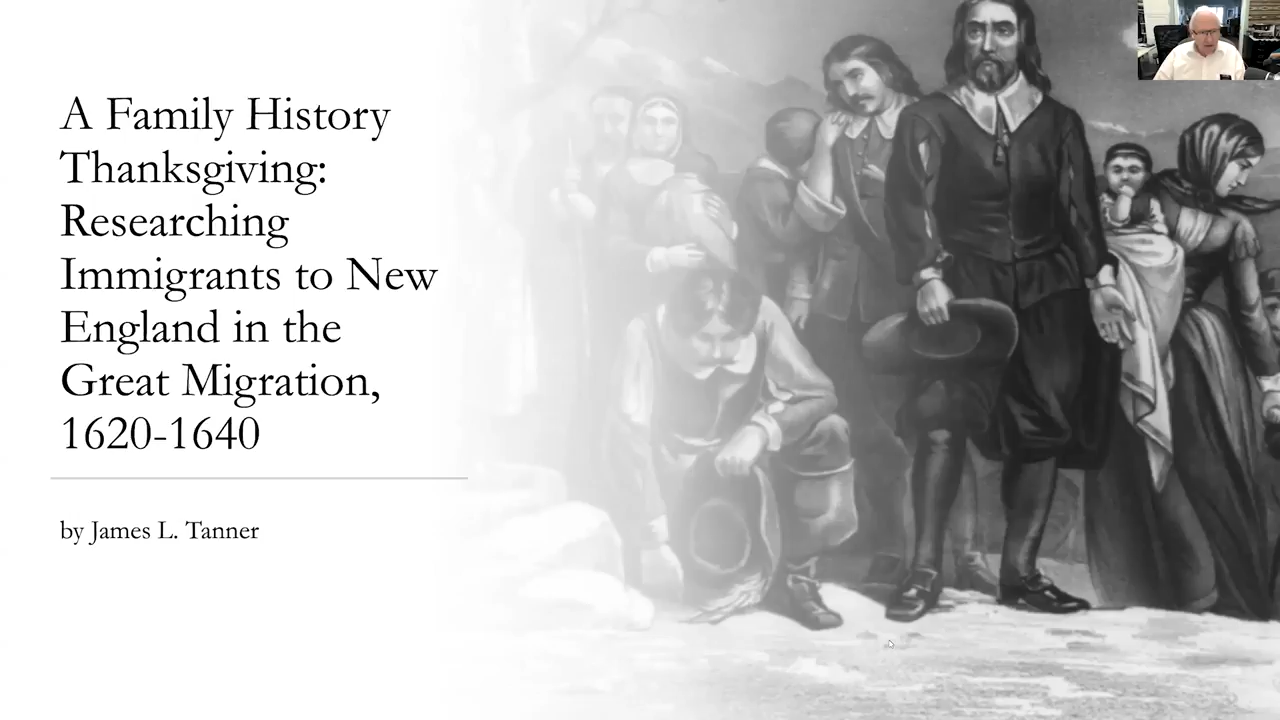 A Family History
Thanksgiving:
Researching
Immigrants to New
England in the
Great Migration,
1620-1640
by James L. Tanner